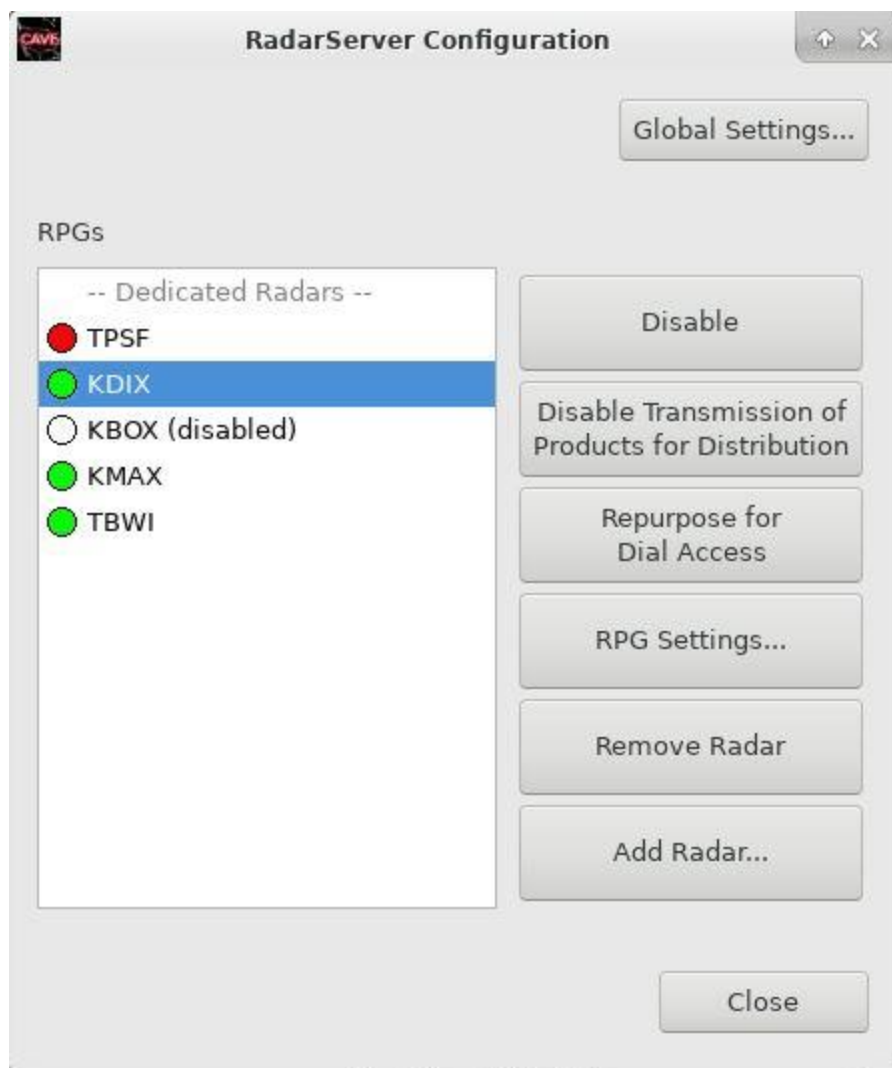 CAVE
RadarServer Configuration
Global Settings...
RPGs
-- Dedicated Radars --
TPSF
KDIX
KBOX (disabled)
KMAX
TBWI
Disable
Disable Transmission of
Products for Distribution
Repurpose for
Dial Access
RPG Settings...
Remove Radar
Add Radar...
Close